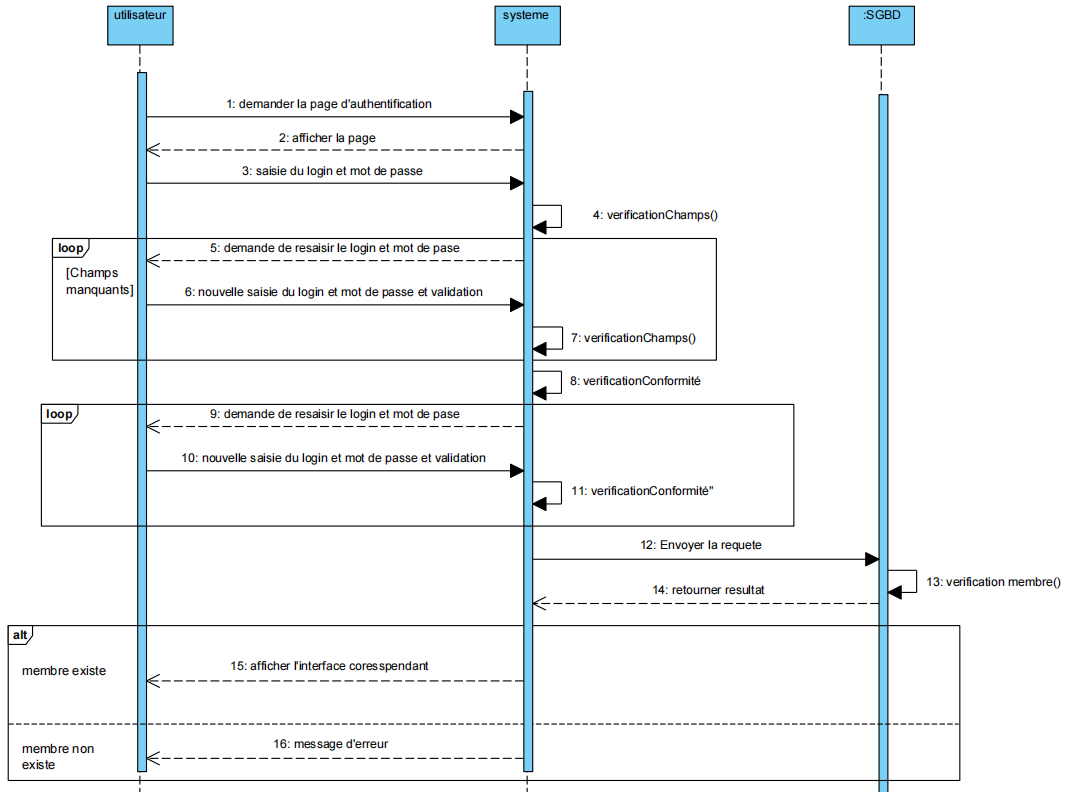 utilisateur
systeme
:SGBD
1: demander la page d'authentification
2: afficher la page
3: saisie du login et mot de passe
4: verificationChamps()
loop
5: demande de resaisir le login et mot de pase
[Champs
manquants]
6: nouvelle saisie du login et mot de passe et validation
7: verificationChamps()
8: verificationConformité
loop
9: demande de resaisir le login et mot de pase
10: nouvelle saisie du login et mot de passe et validation
11: verificationConformité"
12: Envoyer la requete
13: verification membre()
14: retourner resultat
alt
membre existe
15: afficher l'interface corespendant
16: message d'erreur
membre non
existe